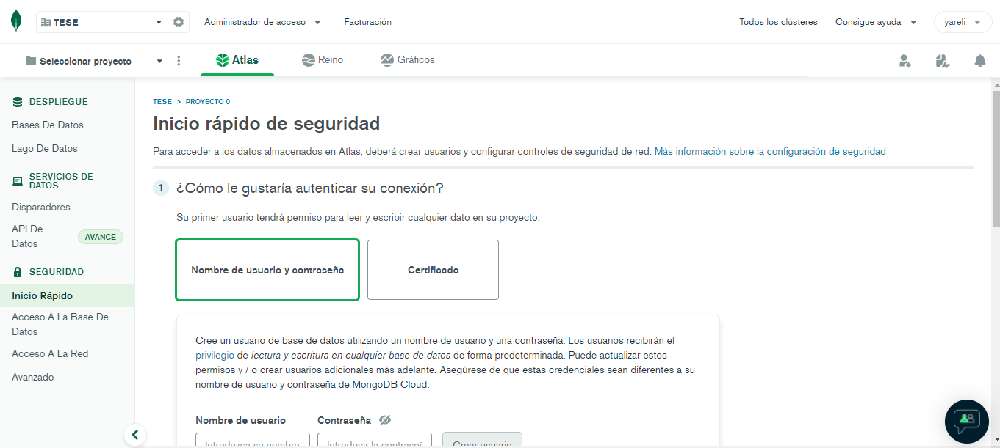 TESE
Administrador de acceso
Facturación
Todos los clústeres
Consigue ayuda
yareli
Seleccionar proyecto
Atlas
Reino
Gráficos
DESPLIEGUE
Bases De Datos
Lago De Datos
SERVICIOS DE
DATOS
Disparadores
API De
Datos
AVANCE
SEGURIDAD
Inicio Rápido
Acceso A La Base De
Datos
Acceso A La Red
Avanzado
TESE > PROYECTO 0
Inicio rápido de seguridad
Para acceder a los datos almacenados en Atlas, deberá crear usuarios y configurar controles de seguridad de red. Más información sobre la configuración de seguridad
1 ¿Cómo le gustaría autenticar su conexión?
Su primer usuario tendrá permiso para leer y escribir cualquier dato en su proyecto.
Nombre de usuario y contraseña
Certificado
Cree un usuario de base de datos utilizando un nombre de usuario y una contraseña. Los usuarios recibirán el
privilegio de lectura y escritura en cualquier base de datos de forma predeterminada. Puede actualizar estos
permisos y / o crear usuarios adicionales más adelante. Asegúrese de que estas credenciales sean diferentes a su
nombre de usuario y contraseña de MongoDB Cloud.
Nombre de usuario
Contraseña
Introduzca su nombre
Introducir la contraseñ
Crear usuario